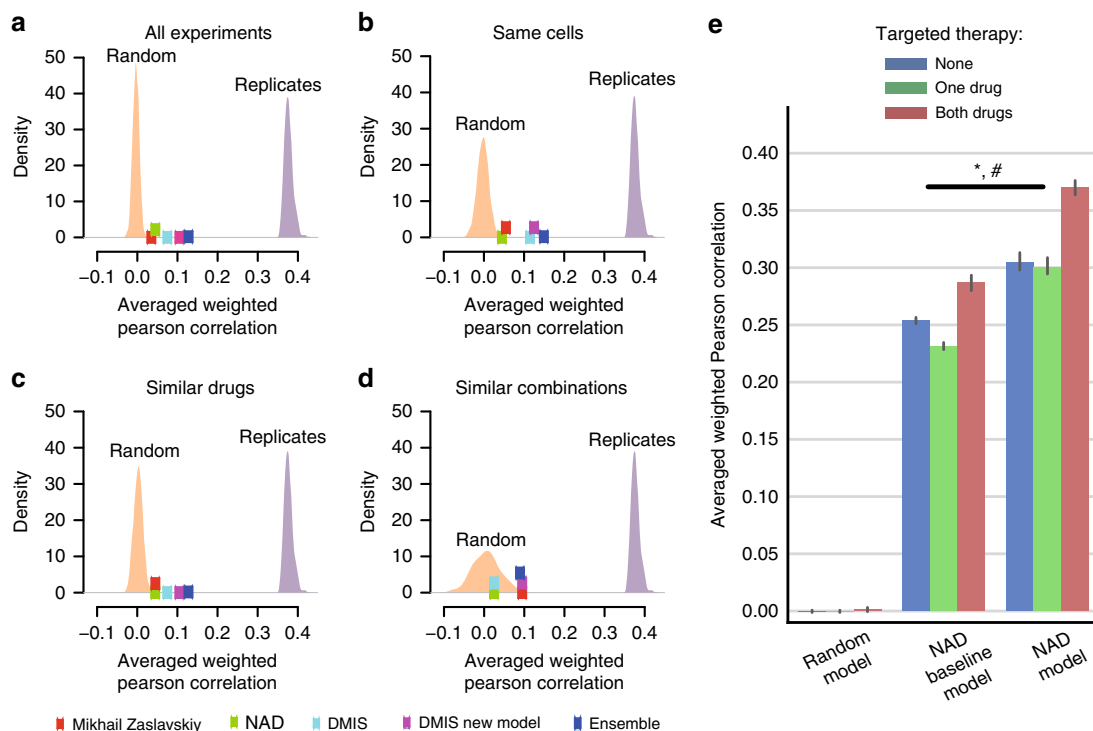 a
All experiments
Random
Replicates
50
40
30
20
10
0
Density
−0.1 0.0 0.1 0.2 0.3 0.4
Averaged weighted
pearson correlation
b
Same cells
Random
Replicates
50
40
30
20
10
0
Density
−0.1 0.0 0.1 0.2 0.3 0.4
Averaged weighted
pearson correlation
c
Similar drugs
Random
Replicates
50
40
30
20
10
0
Density
−0.1 0.0 0.1 0.2 0.3 0.4
Averaged weighted
pearson correlation
d
Similar combinations
Random
Replicates
50
40
30
20
10
0
Density
−0.1 0.0 0.1 0.2 0.3 0.4
Averaged weighted
pearson correlation
Mikhail Zaslavskiy NAD DMIS DMIS new model Ensemble
e
Targeted therapy:
None
One drug
Both drugs
*, #
0.40
0.35
0.30
0.25
0.20
0.15
0.10
0.05
0.00
Averaged weighted Pearson correlation
Random
model
NAD
baseline
model
NAD
model